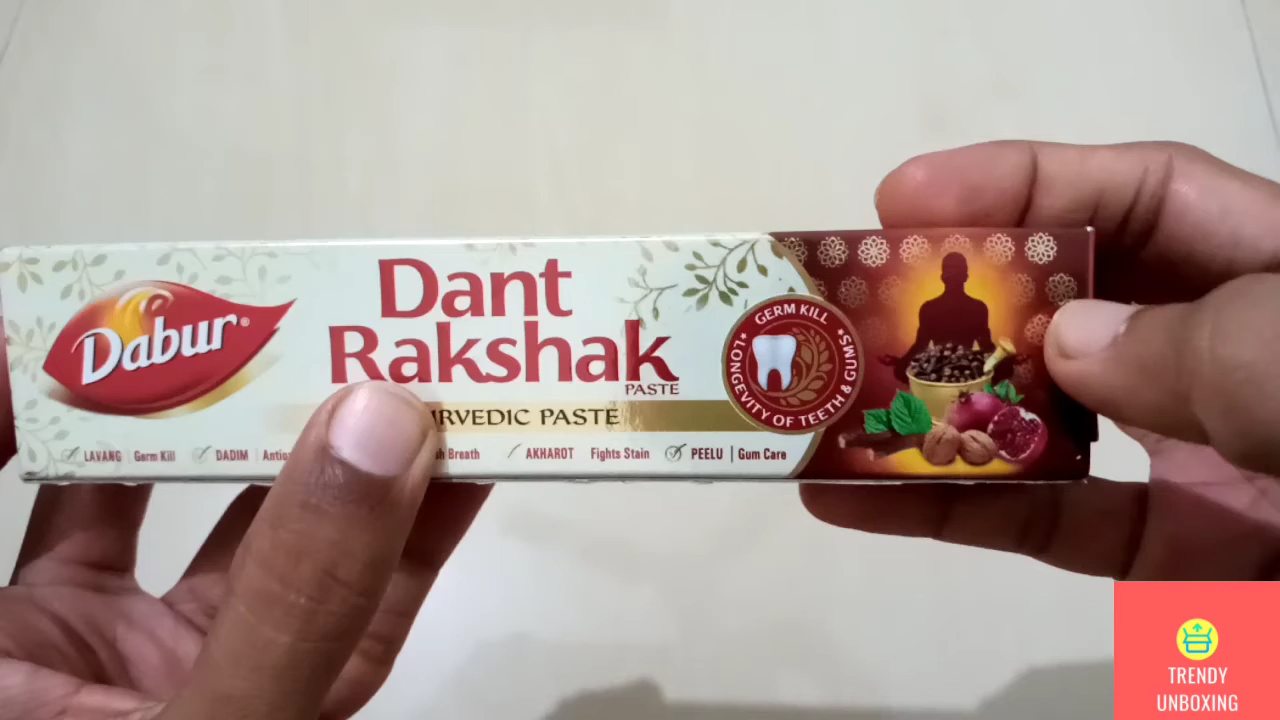 Dabur®
Dant
Rakshak
PASTE
RVEDIC PASTE
LAVANG Germ Kill DADIM Breath AKHAROT Fights Stain PEELU | Gum Care
GERM KILL
LONGEVITY OF TEETH & GUMS
TRENDY
UNBOXING